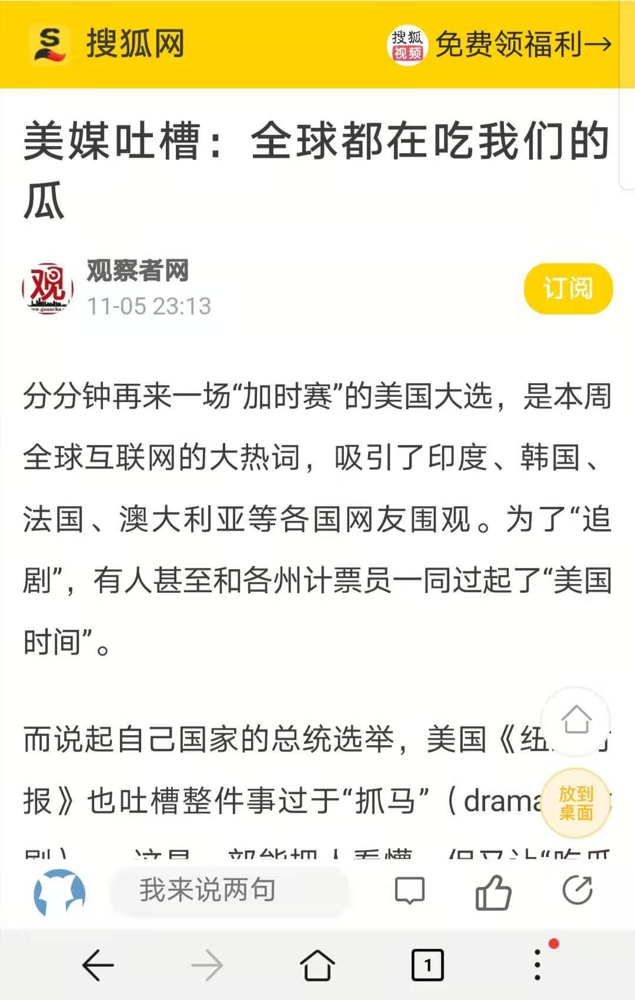 搜狐网
搜狐
视频
免费领福利→
美媒吐槽：全球都在吃我们的
瓜
观
www.guancha.
观察者网
11-05 23:13
订阅
分分钟再来一场“加时赛”的美国大选，是本周
全球互联网的大热词，吸引了印度、韩国、
法国、澳大利亚等各国网友围观。为了“追
剧”，有人甚至和各州计票员一同过起了“美国
时间”。
而说起自己国家的总统选举，美国《纽
报》也吐槽整件事过于“抓马”（drama
放到
桌面
我来说两句
1